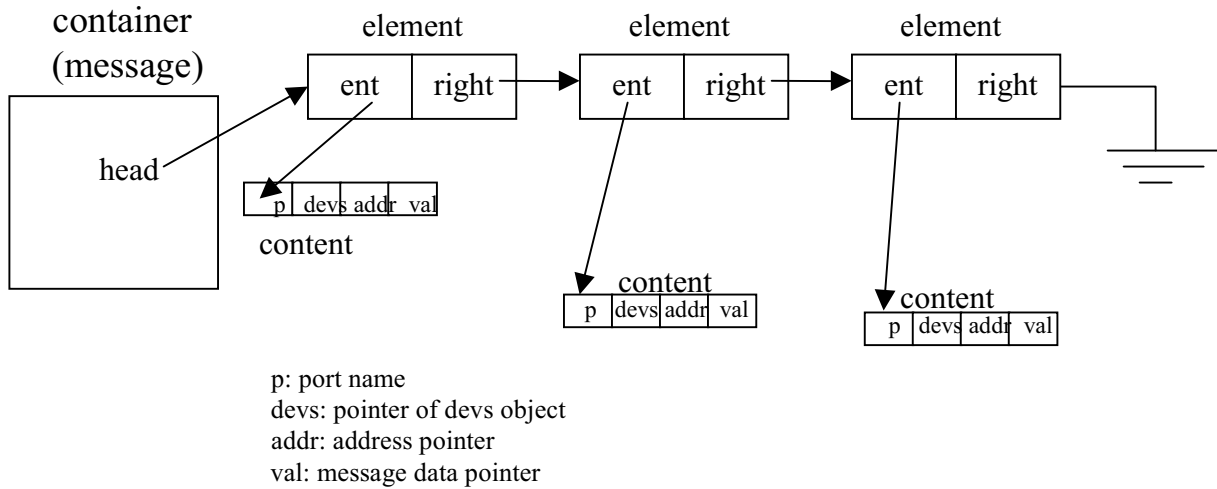 container
(message)
element
element
element
ent
right
ent
right
ent
right
head
p devs addr val
content
content
p devs addr val
content
p devs addr val
p: port name
devs: pointer of devs object
addr: address pointer
val: message data pointer